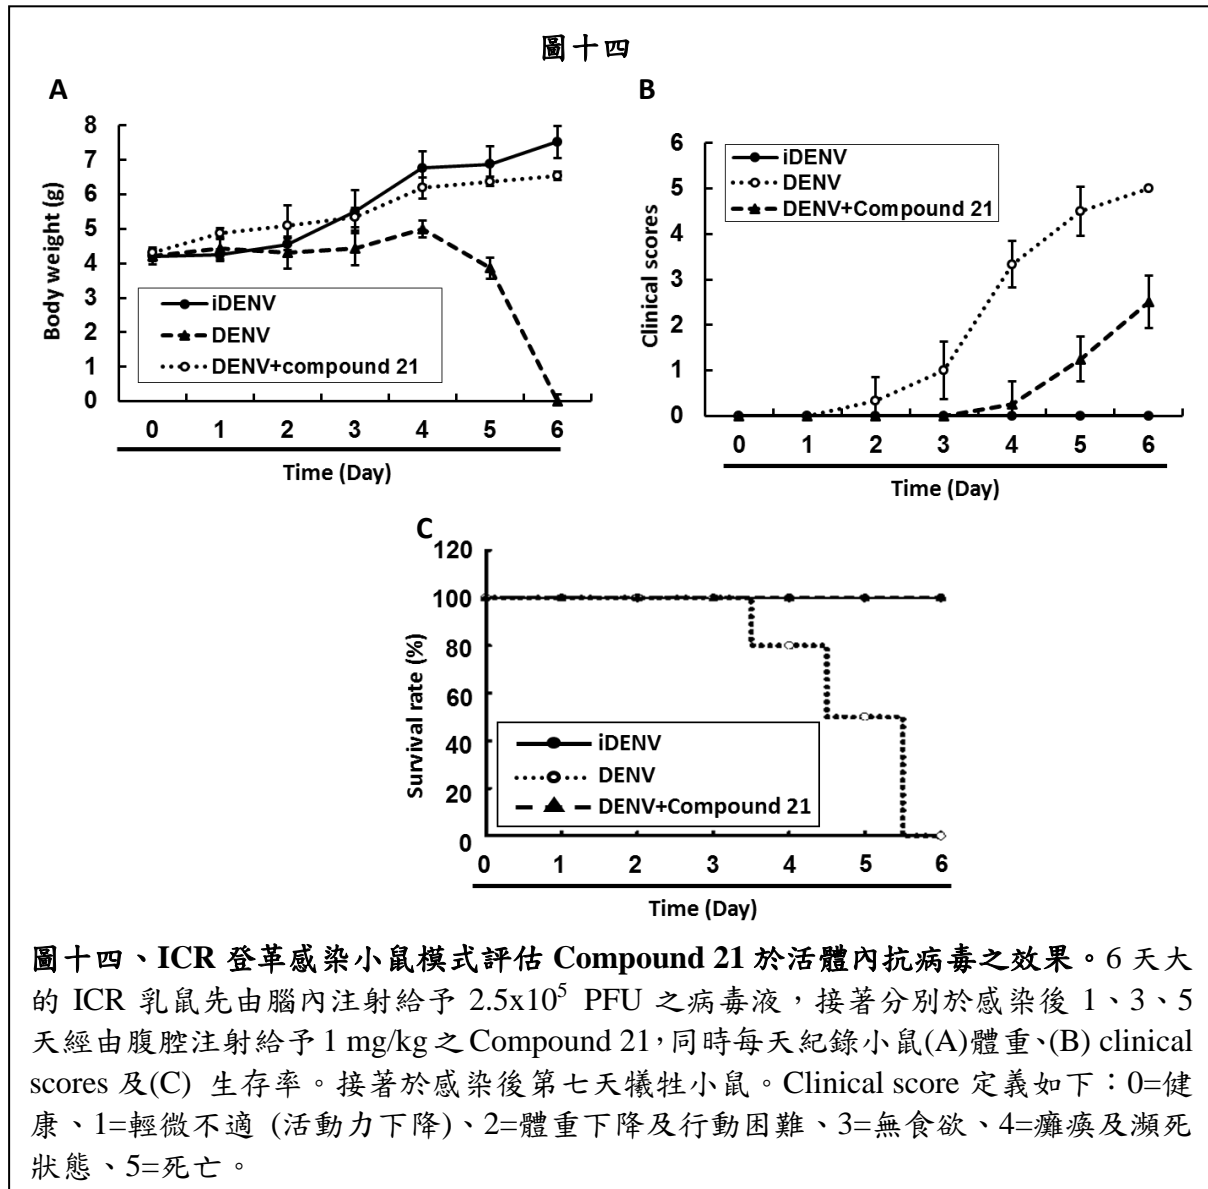 圖十四
A
8
7
6
5
4
3
2
1
0
Body weight (g)
iDENV
DENV
DENV+compound 21
0 1 2 3 4 5 6
Time (Day)
B
6
5
4
3
2
1
0
Clinical scores
iDENV
DENV
DENV+Compound 21
0 1 2 3 4 5 6
Time (Day)
C
120
100
80
60
40
20
0
Survival rate (%)
iDENV
DENV
DENV+Compound 21
0 1 2 3 4 5 6
Time (Day)
圖十四、ICR 登革感染小鼠模式評估 Compound 21 於活體內抗病毒之效果。6 天大
的 ICR 乳鼠先由腦內注射給予 2.5x10⁵ PFU 之病毒液，接著分別於感染後 1、3、5
天經由腹腔注射給予 1 mg/kg 之 Compound 21，同時每天紀錄小鼠(A)體重、(B) clinical
scores 及(C) 生存率。接著於感染後第七天犧牲小鼠。Clinical score 定義如下：0=健
康、1=輕微不適 (活動力下降)、2=體重下降及行動困難、3=無食欲、4=癱瘓及瀕死
狀態、5=死亡。